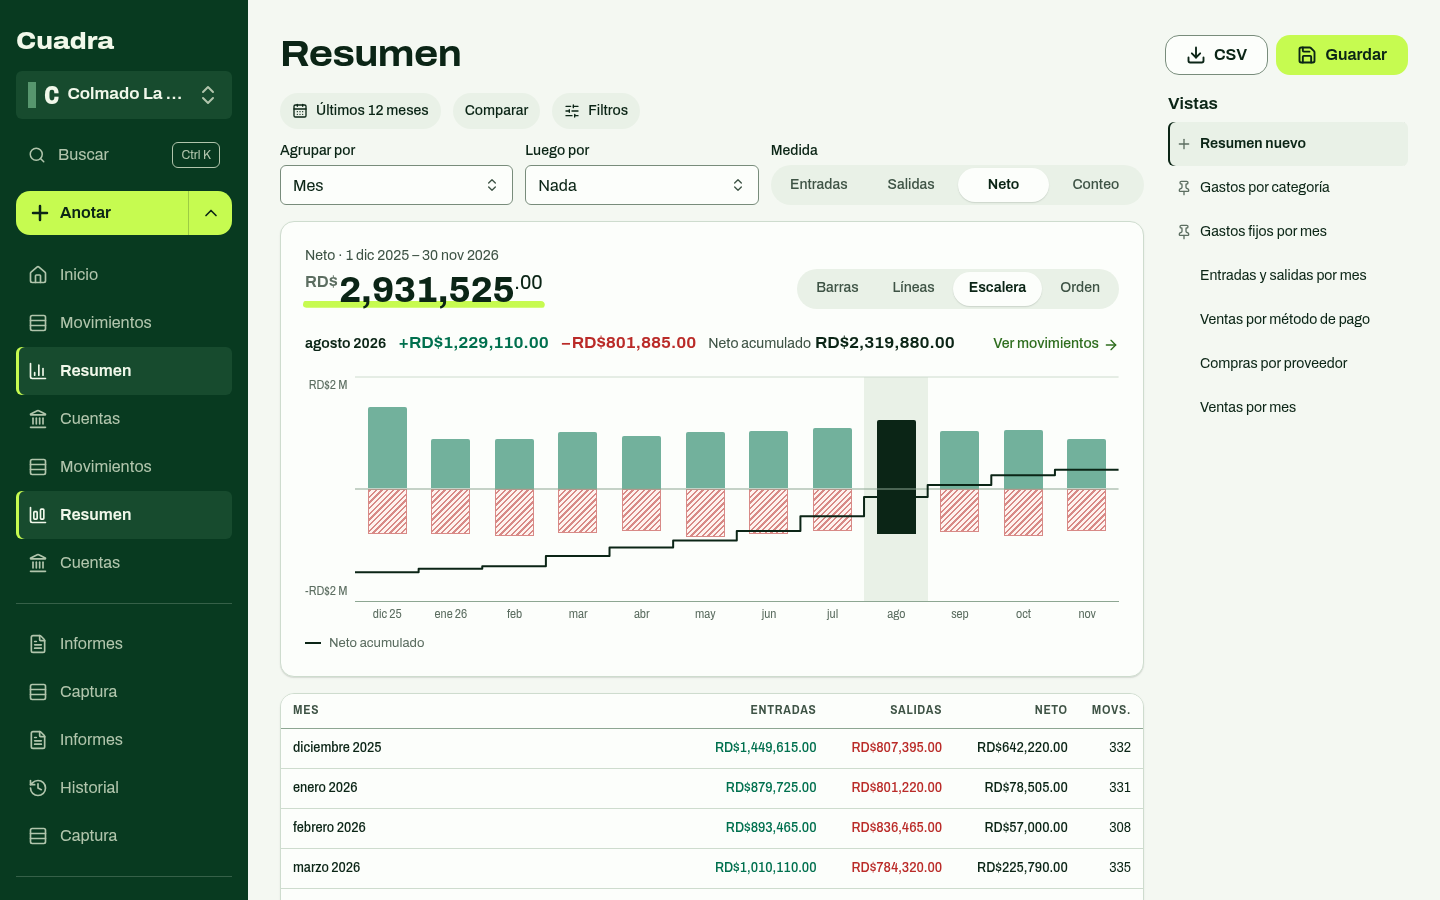 Cuadra
C Colmado La ...
Buscar Ctrl K
Anotar
Inicio
Movimientos
Resumen
Cuentas
Movimientos
Resumen
Cuentas
Informes
Captura
Informes
Historial
Captura
Resumen
CSV
Guardar
Últimos 12 meses
Comparar
Filtros
Agrupar por
Mes
Luego por
Nada
Medida
Entradas Salidas Neto Conteo
Neto · 1 dic 2025 – 30 nov 2026
RD$2,931,525.00
Barras Líneas Escalera Orden
agosto 2026 +RD$1,229,110.00 –RD$801,885.00 Neto acumulado RD$2,319,880.00 Ver movimientos
RD$2 M
-RD$2 M
dic 25 ene 26 feb mar abr may jun jul ago sep oct nov
Neto acumulado
MES ENTRADAS SALIDAS NETO MOVS.
diciembre 2025 RD$1,449,615.00 RD$807,395.00 RD$642,220.00 332
enero 2026 RD$879,725.00 RD$801,220.00 RD$78,505.00 331
febrero 2026 RD$893,465.00 RD$836,465.00 RD$57,000.00 308
marzo 2026 RD$1,010,110.00 RD$784,320.00 RD$225,790.00 335
Vistas
Resumen nuevo
Gastos por categoría
Gastos fijos por mes
Entradas y salidas por mes
Ventas por método de pago
Compras por proveedor
Ventas por mes